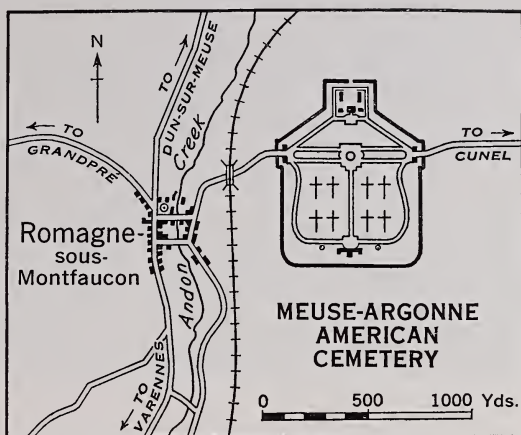 N
TO
DUN-SUR-MEUSE
Creek
TO
GRANDPRÉ
TO
CUNEL
Romagne-
sous-
Montfaucon
Andon
MEUSE-ARGONNE
AMERICAN
CEMETERY
TO
VARENNES
0 500 1000 Yds.